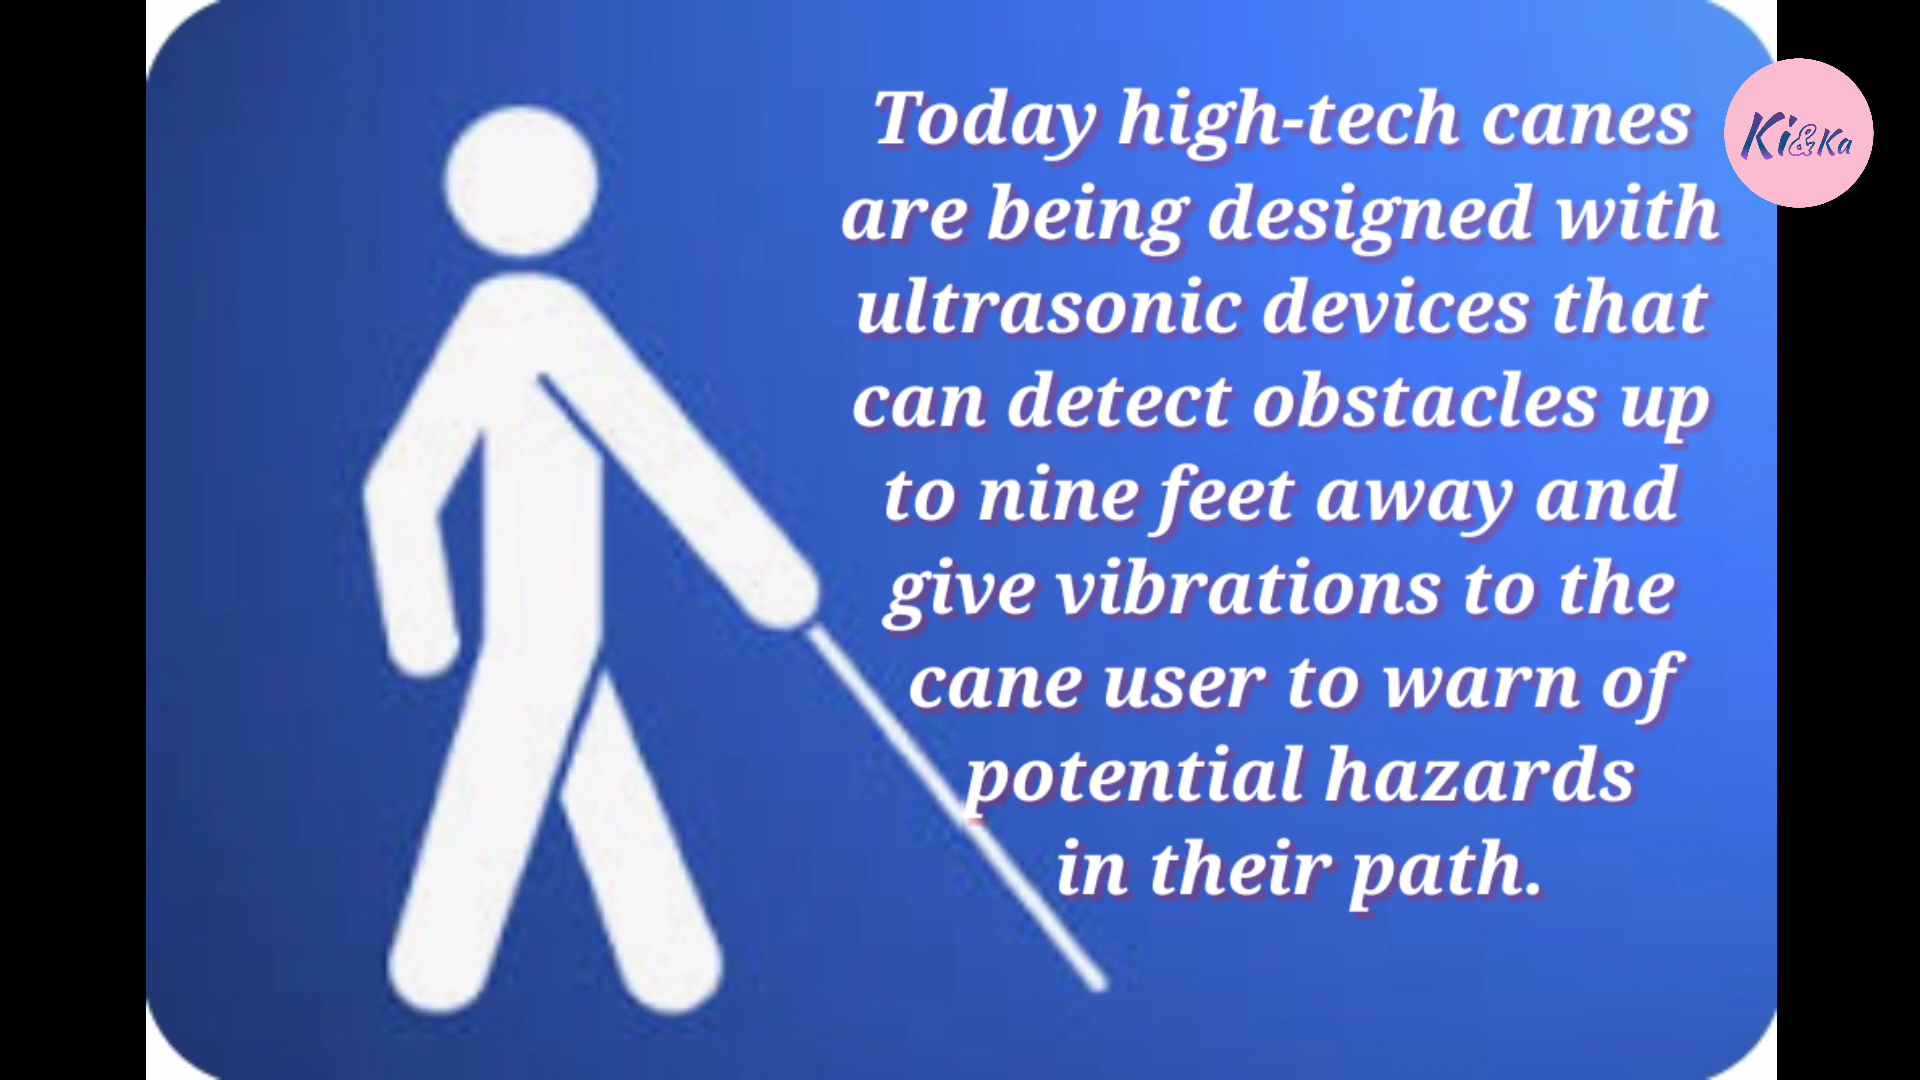 Today high-tech canes
are being designed with
ultrasonic devices that
can detect obstacles up
to nine feet away and
give vibrations to the
cane user to warn of
potential hazards
in their path.
Ki&Ka